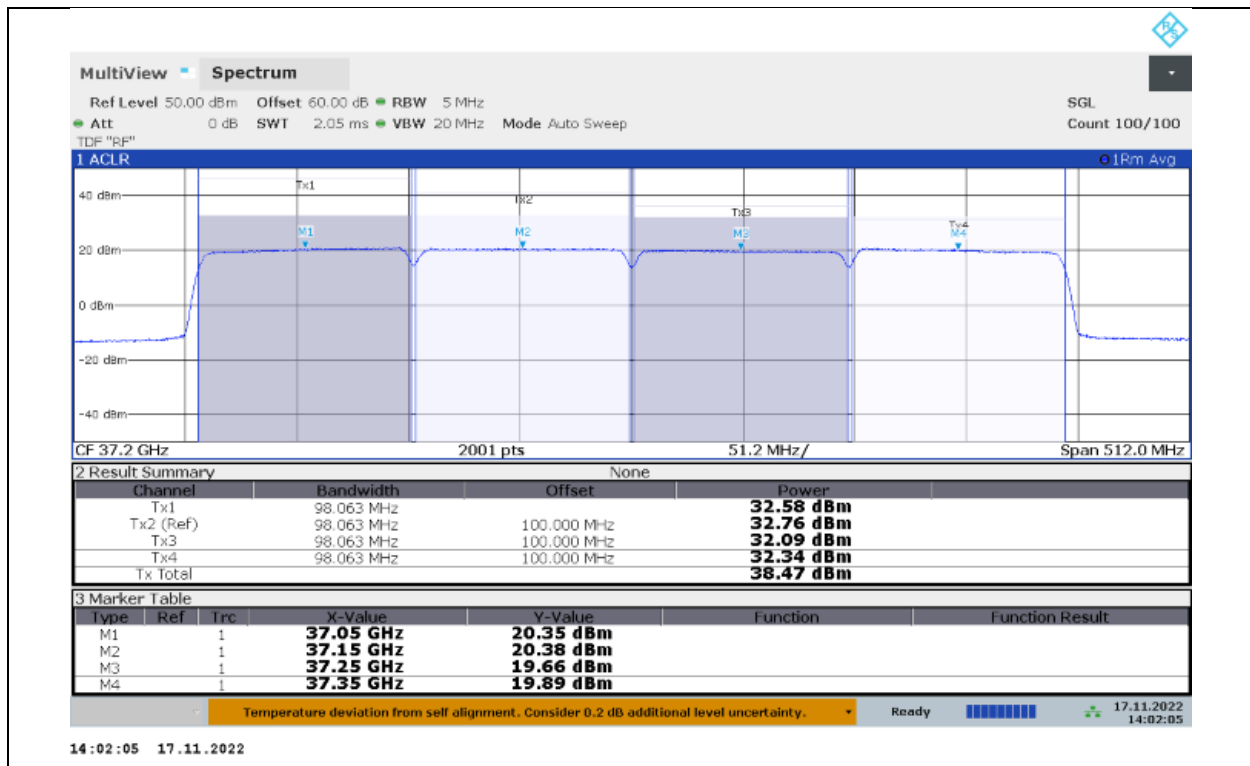 R&S
MultiView Spectrum
Ref Level 50.00 dBm Offset 60.00 dB RBW 5 MHz SGL
Att 0 dB SWT 2.05 ms VBW 20 MHz Mode Auto Sweep Count 100/100
TDF "RF"
1 ACLR 1Rm Avg
Tx1
40 dBm
Tx2
Tx3
Tx4
M1 M2 M3 M4
20 dBm
0 dBm
-20 dBm
-40 dBm
CF 37.2 GHz 2001 pts 51.2 MHz/ Span 512.0 MHz
2 Result Summary None
Channel Bandwidth Offset Power
Tx1 98.063 MHz 32.58 dBm
Tx2 (Ref) 98.063 MHz 100.000 MHz 32.76 dBm
Tx3 98.063 MHz 100.000 MHz 32.09 dBm
Tx4 98.063 MHz 100.000 MHz 32.34 dBm
Tx Total 38.47 dBm
3 Marker Table
Type Ref Trc X-Value Y-Value Function Function Result
M1 1 37.05 GHz 20.35 dBm
M2 1 37.15 GHz 20.38 dBm
M3 1 37.25 GHz 19.66 dBm
M4 1 37.35 GHz 19.89 dBm
Temperature deviation from self alignment. Consider 0.2 dB additional level uncertainty. Ready 17.11.2022
14:02:05
14:02:05 17.11.2022